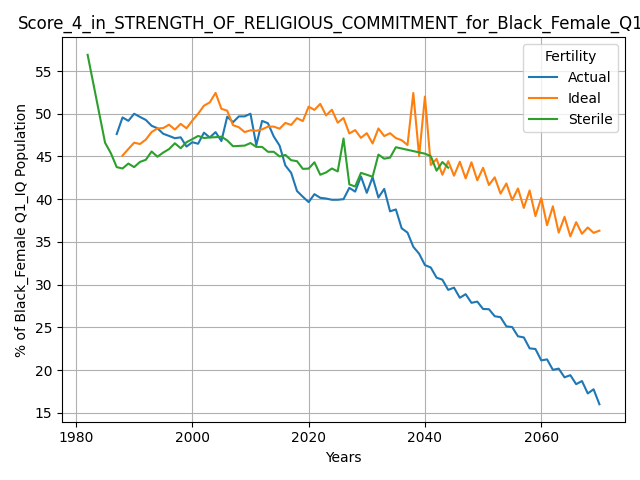 Score_4_in_STRENGTH_OF_RELIGIOUS_COMMITMENT_for_Black_Female_Q1
Fertility
Actual
Ideal
Sterile
% of Black_Female Q1_IQ Population
55
50
45
40
35
30
25
20
15
1980
2000
2020
2040
2060
Years